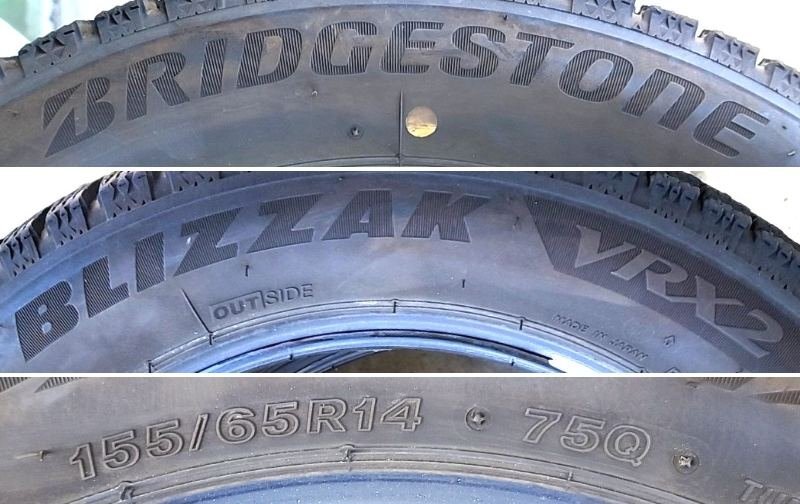 BRIDGESTONE
BLIZZAK VRX2
OUTSIDE
MADE IN JAPAN
155/65R14 75Q